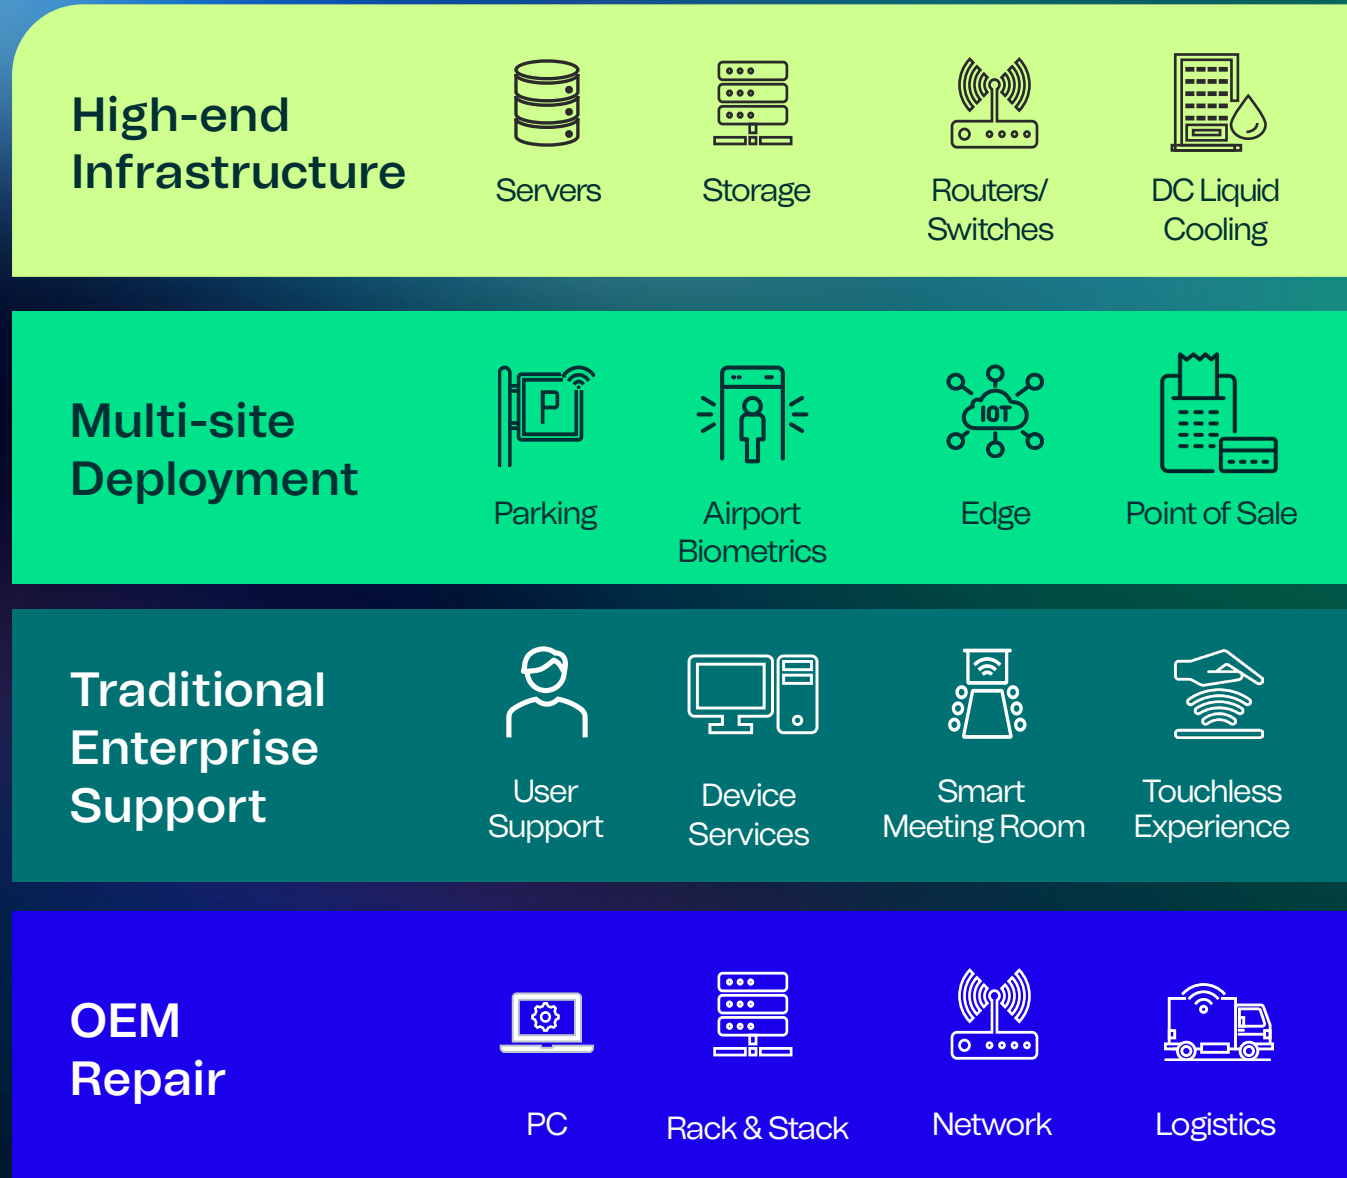 High-end
Infrastructure
Servers
Storage
Routers/
Switches
DC Liquid
Cooling
Multi-site
Deployment
P
Parking
Airport
Biometrics
IOT
Edge
Point of Sale
Traditional
Enterprise
Support
User
Support
Device
Services
Smart
Meeting Room
Touchless
Experience
OEM
Repair
PC
Rack & Stack
Network
Logistics